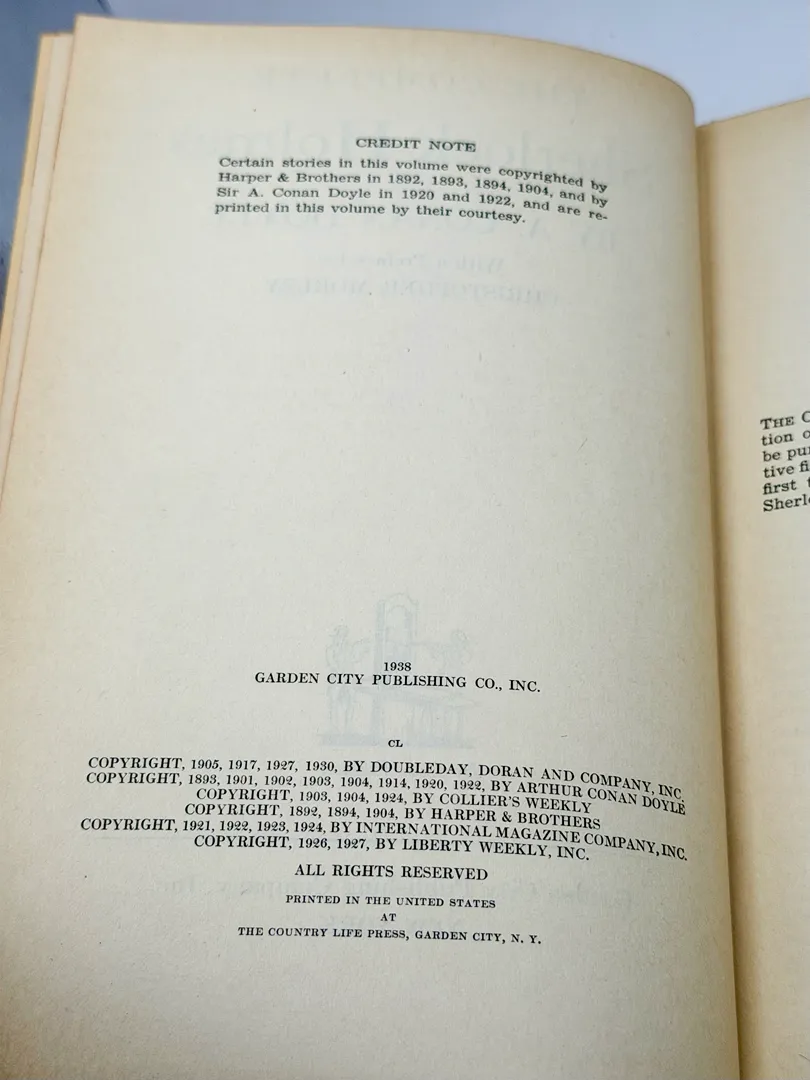 CREDIT NOTE
Certain stories in this volume were copyrighted by
Harper & Brothers in 1892, 1893, 1894, 1904, and by
Sir A. Conan Doyle in 1920 and 1922, and are re-
printed in this volume by their courtesy.
1938
GARDEN CITY PUBLISHING CO., INC.
CL
COPYRIGHT, 1905, 1917, 1927, 1930, BY DOUBLEDAY, DORAN AND COMPANY, INC
COPYRIGHT, 1893, 1901, 1902, 1903, 1904, 1914, 1920, 1922, BY ARTHUR CONAN DOYLE
COPYRIGHT, 1903, 1904, 1924, BY COLLIER'S WEEKLY
COPYRIGHT, 1892, 1894, 1904, BY HARPER & BROTHERS
COPYRIGHT, 1921, 1922, 1923, 1924, BY INTERNATIONAL MAGAZINE COMPANY, INC.
COPYRIGHT, 1926, 1927, BY LIBERTY WEEKLY, INC.
ALL RIGHTS RESERVED
PRINTED IN THE UNITED STATES
AT
THE COUNTRY LIFE PRESS, GARDEN CITY, N. Y.
THE C
tion o
be pu
tive fi
first t
Sherl